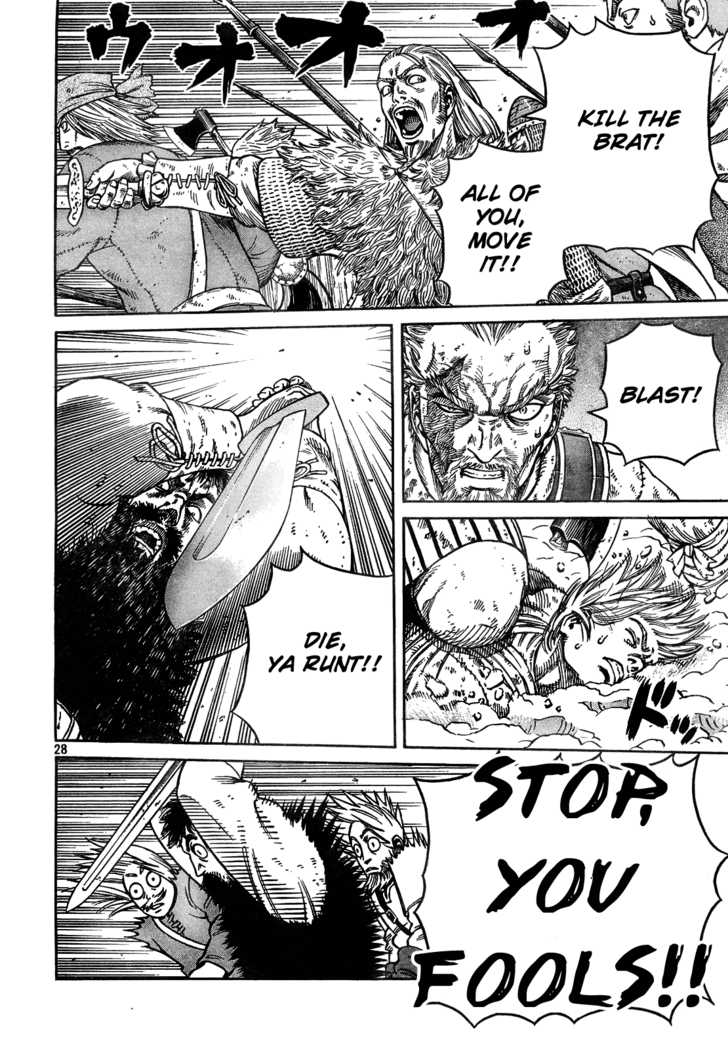 ウオオオ
KILL THE
BRAT!
ALL OF
YOU,
MOVE
IT!!
BLAST!
ドッ
DIE,
YA RUNT!!
28
STOP,
YOU
FOOLS!!